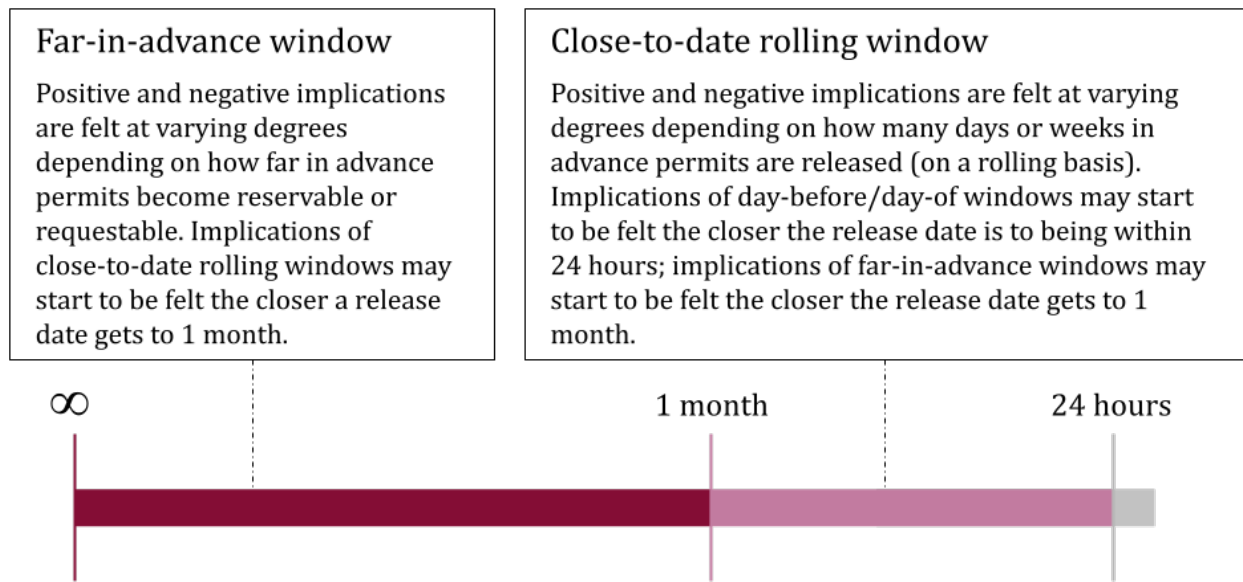 Far-in-advance window
Positive and negative implications
are felt at varying degrees
depending on how far in advance
permits become reservable or
requestable. Implications of
close-to-date rolling windows may
start to be felt the closer a release
date gets to 1 month.
Close-to-date rolling window
Positive and negative implications are felt at varying
degrees depending on how many days or weeks in
advance permits are released (on a rolling basis).
Implications of day-before/day-of windows may start
to be felt the closer the release date is to being within
24 hours; implications of far-in-advance windows may
start to be felt the closer the release date gets to 1
month.
∞
1 month
24 hours